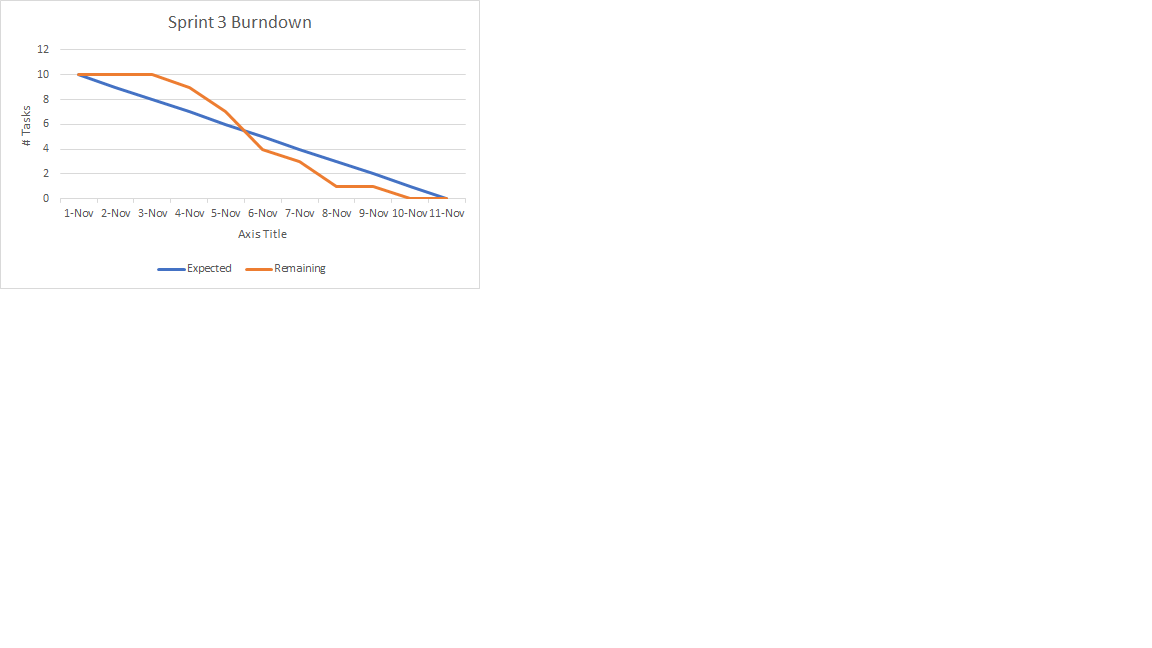 Sprint 3 Burndown
12
10
8
6
4
2
0
# Tasks
1-Nov 2-Nov 3-Nov 4-Nov 5-Nov 6-Nov 7-Nov 8-Nov 9-Nov 10-Nov 11-Nov
Axis Title
Expected Remaining